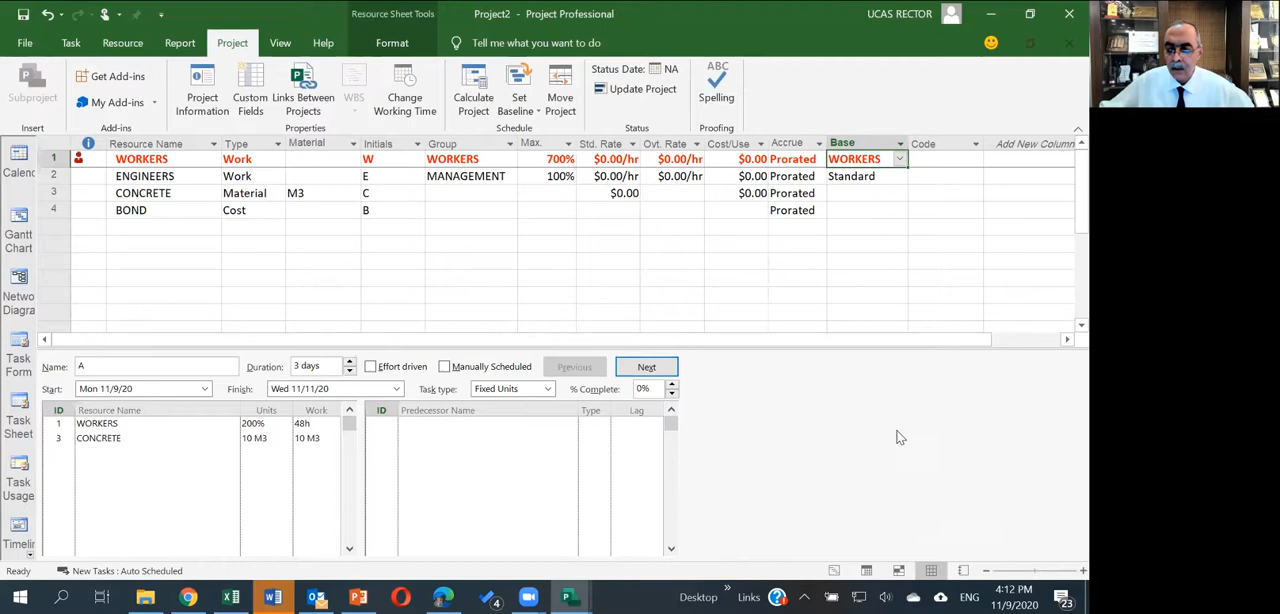 Resource Sheet Tools
Project2 - Project Professional
UCAS RECTOR
File Task Resource Report Project View Help Format Tell me what you want to do
Subproject
Get Add-ins
My Add-ins
Project Information
Custom Fields
Links Between Projects
WBS
Change Working Time
Calculate Project
Set Baseline
Move Project
Status Date: NA
Update Project
ABC
Spelling
Insert Add-ins Properties Schedule Status Proofing
Resource Name Type Material Initials Group Max. Std. Rate Ovt. Rate Cost/Use Accrue Base Code Add New Column
1 WORKERS Work W WORKERS 700% $0.00/hr $0.00/hr $0.00 Prorated WORKERS
2 ENGINEERS Work E MANAGEMENT 100% $0.00/hr $0.00/hr $0.00 Prorated Standard
3 CONCRETE Material M3 C $0.00 $0.00 Prorated
4 BOND Cost B Prorated
Calend
Gantt Chart
Netwo Diagra
Task Form
Task Sheet
Task Usage
Timelin
Name: A Duration: 3 days Effort driven Manually Scheduled Previous Next
Start: Mon 11/9/20 Finish: Wed 11/11/20 Task type: Fixed Units % Complete: 0%
ID Resource Name Units Work ID Predecessor Name Type Lag
1 WORKERS 200% 48h
3 CONCRETE 10 M3 10 M3
Ready New Tasks : Auto Scheduled
4 Desktop » Links ENG 4:12 PM
11/9/2020 23